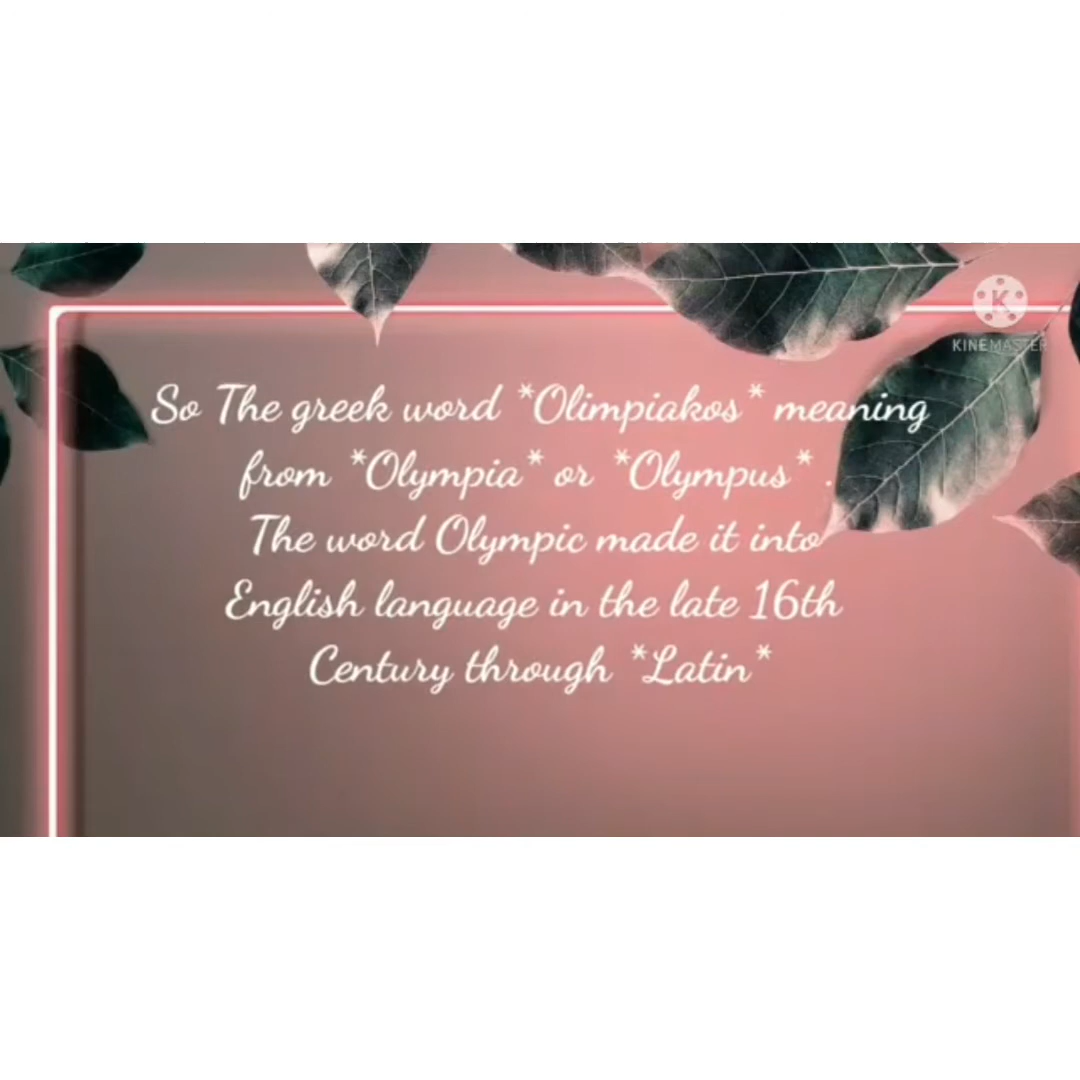 KINEMASTER
So The greek word *Olimpiakos* meaning
from *Olympia* or *Olympus* .
The word Olympic made it into
English language in the late 16th
Century through *Latin*